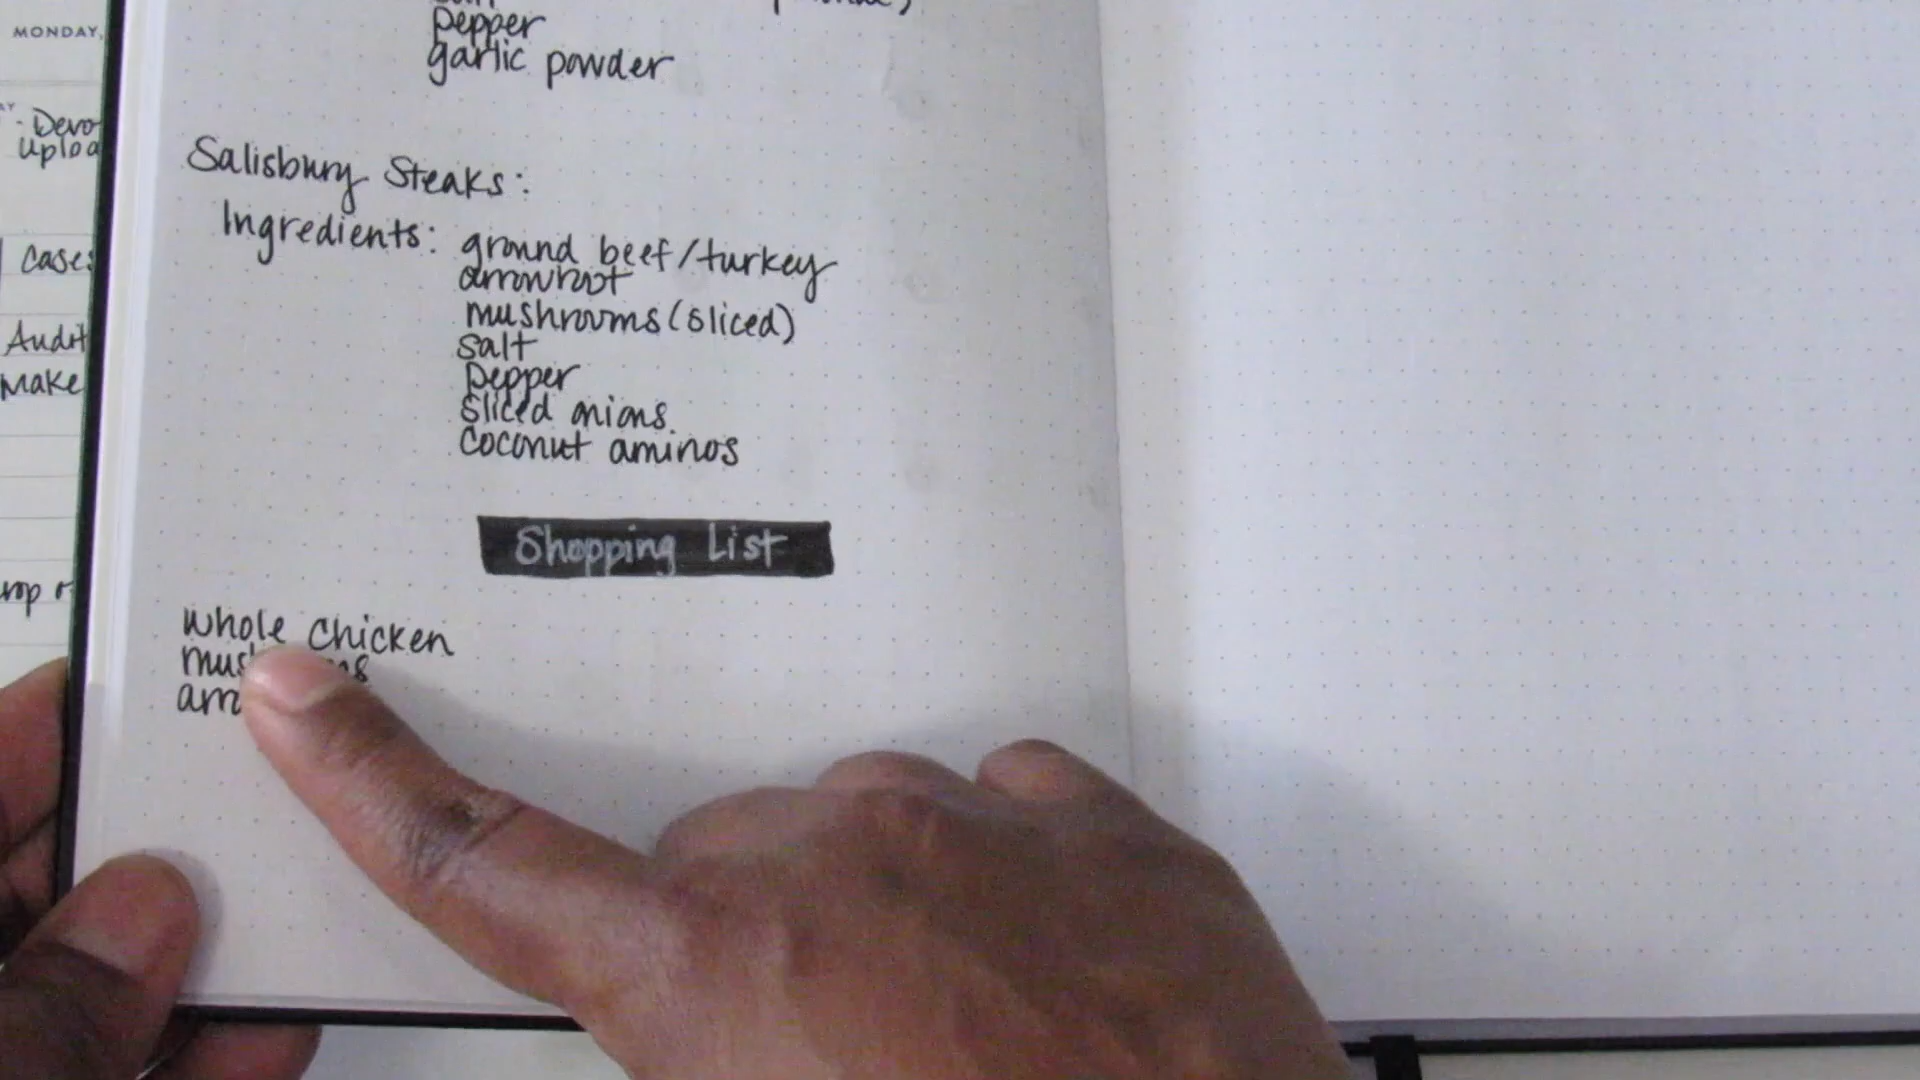 MONDAY,
- Devo
uploa
cases
Audit
make
pepper
garlic powder
Salisbury Steaks:
Ingredients: ground beef/turkey
arrowroot
mushrooms (sliced)
salt
pepper
sliced onions.
coconut aminos
Shopping List
whole chicken